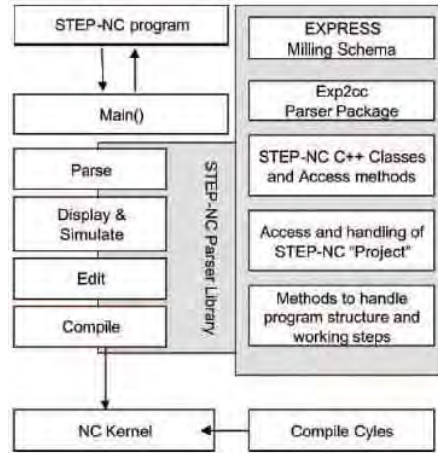 STEP-NC program
Main()
Parse
Display &
Simulate
Edit
Compile
STEP-NC Parser Library
EXPRESS
Milling Schema
Exp2cc
Parser Package
STEP-NC C++ Classes
and Access methods
Access and handling of
STEP-NC "Project"
Methods to handle
program structure and
working steps
NC Kernel
Compile Cyles